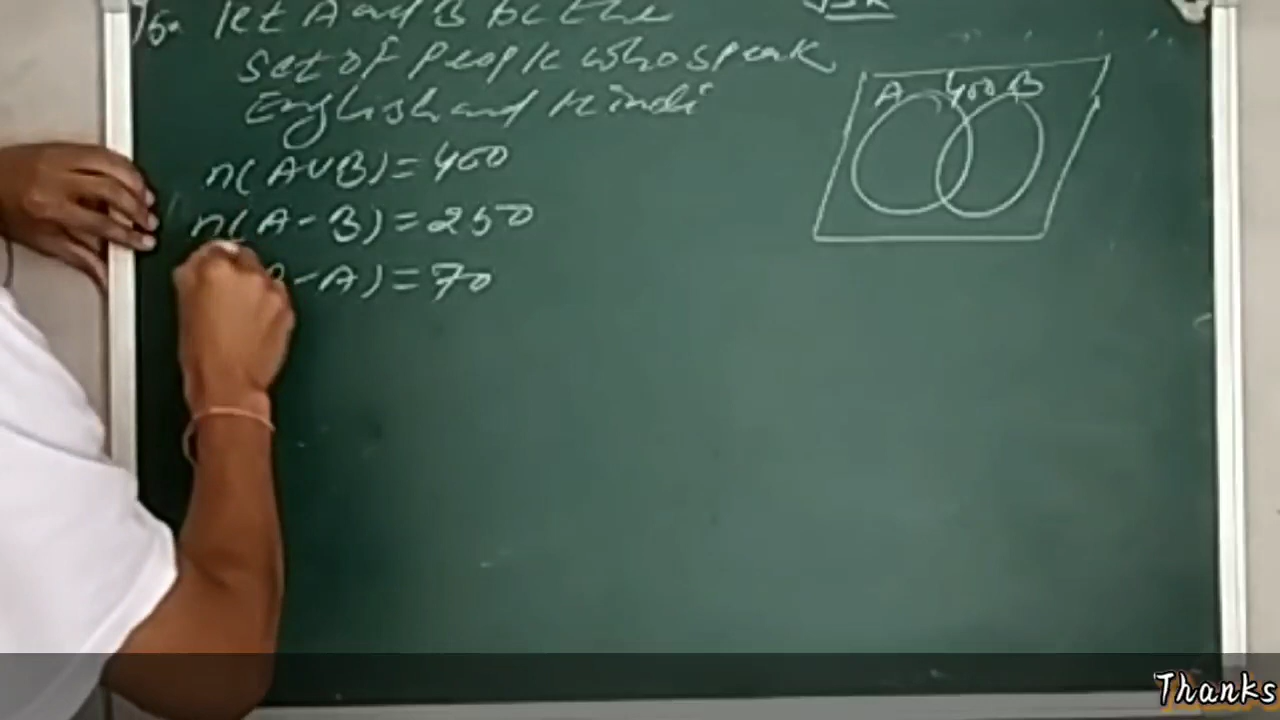 Let A and B be the
set of people who speak
English and Hindi
n(A∪B)=400
n(A-B)=250
-A)=70
A 400 B
Thanks